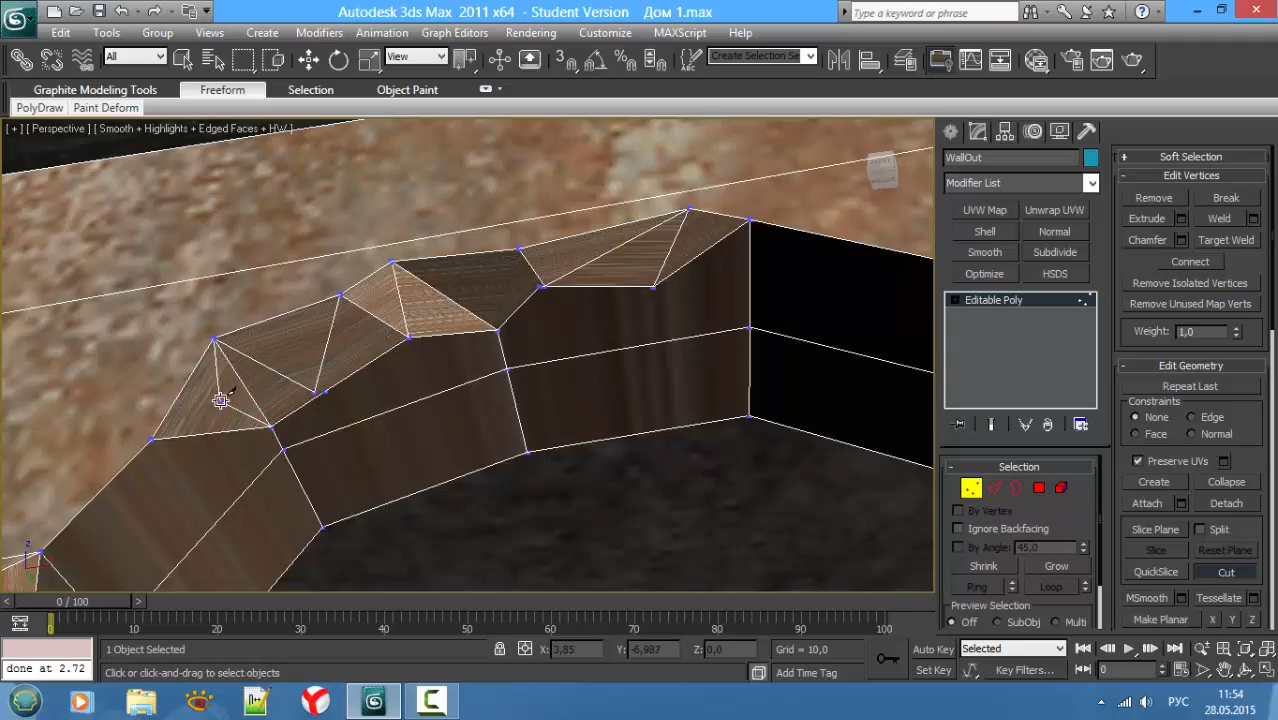 Autodesk 3ds Max 2011 x64 - Student Version Дом 1.max
Type a keyword or phrase
Edit Tools Group Views Create Modifiers Animation Graph Editors Rendering Customize MAXScript Help
All View Create Selection Se
Graphite Modeling Tools Freeform Selection Object Paint
PolyDraw Paint Deform
[ + ] [ Perspective ] [ Smooth + Highlights + Edged Faces + HW ]
WallOut
Modifier List
UVW Map Unwrap UVW
Shell Normal
Smooth Subdivide
Optimize HSDS
Editable Poly
Selection
By Vertex
Ignore Backfacing
By Angle: 45,0
Shrink Grow
Ring Loop
Preview Selection
Off SubObj Multi
Soft Selection
Edit Vertices
Remove Break
Extrude Weld
Chamfer Target Weld
Connect
Remove Isolated Vertices
Remove Unused Map Verts
Weight: 1,0
Edit Geometry
Repeat Last
Constraints
None Edge
Face Normal
Preserve UVs
Create Collapse
Attach Detach
Slice Plane Split
Slice Reset Plane
QuickSlice Cut
MSmooth Tessellate
Make Planar X Y Z
0 / 100
0 10 20 30 40 50 60 70 80 90 100
1 Object Selected X: 3,85 Y: -6,987 Z: 0,0 Grid = 10,0 Auto Key Selected
done at 2.72 Click or click-and-drag to select objects Add Time Tag Set Key Key Filters... 0
РУС 11:54
28.05.2015